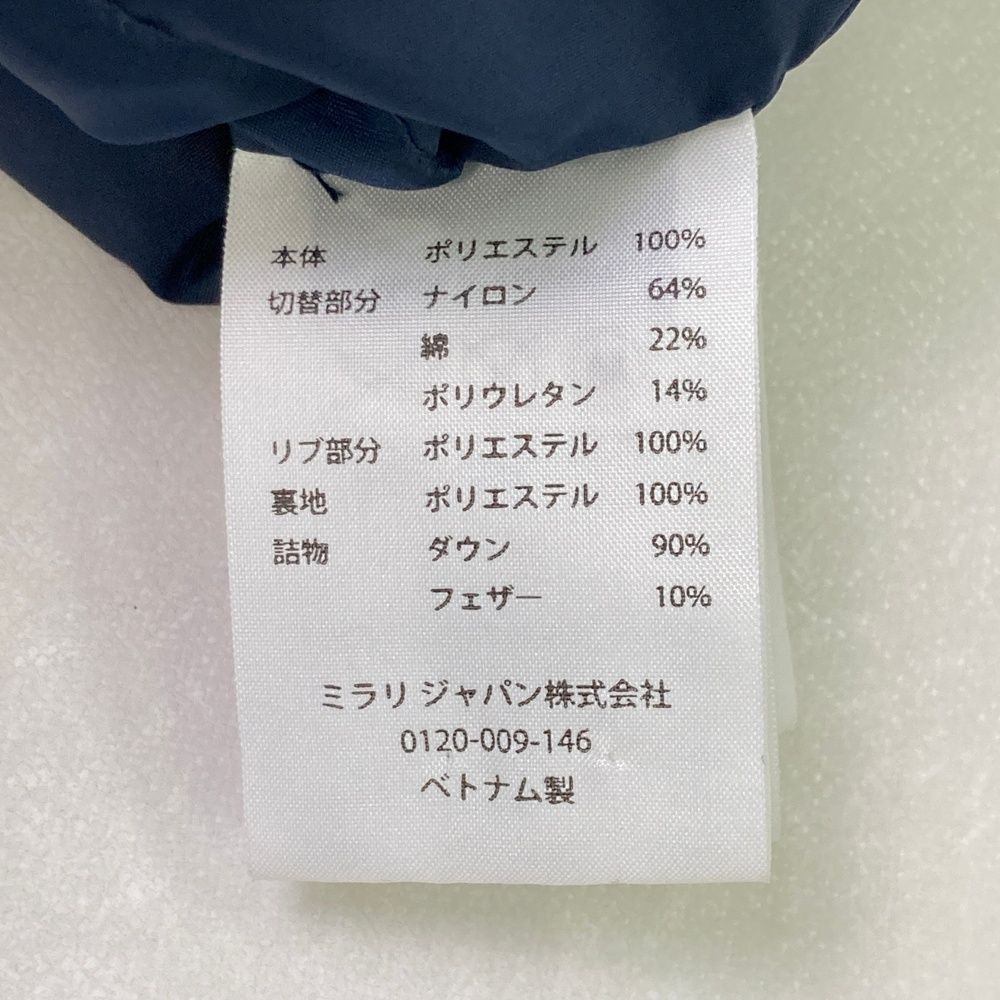 本体 ポリエステル 100%
切替部分 ナイロン 64%
綿 22%
ポリウレタン 14%
リブ部分 ポリエステル 100%
裏地 ポリエステル 100%
詰物 ダウン 90%
フェザー 10%
ミラリ ジャパン株式会社
0120-009-146
ベトナム製